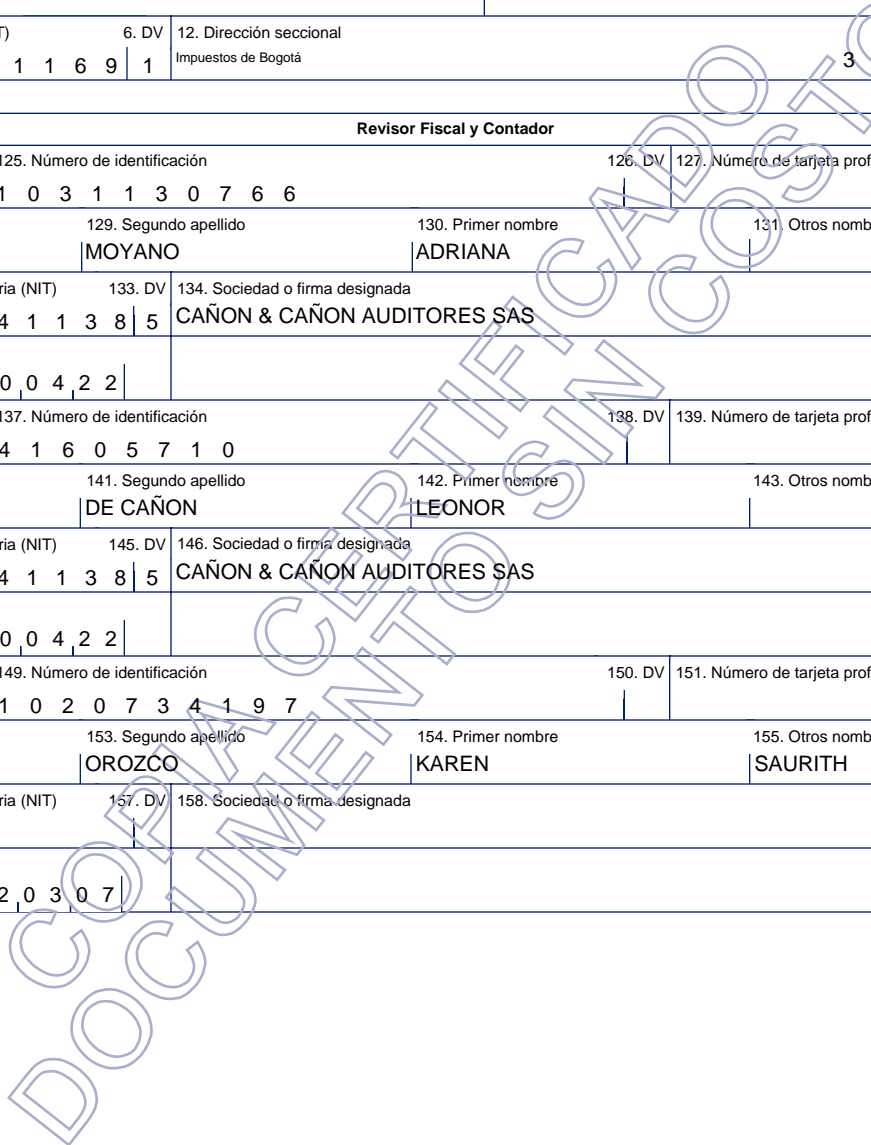 T) 6. DV 12. Dirección seccional
1 1 6 9 1 Impuestos de Bogotá 3
Revisor Fiscal y Contador
125. Número de identificación 126. DV 127. Número de tarjeta prof
1 0 3 1 1 3 0 7 6 6
129. Segundo apellido 130. Primer nombre 131. Otros nomb
MOYANO ADRIANA
ria (NIT) 133. DV 134. Sociedad o firma designada
4 1 1 3 8 5 CAÑON & CAÑON AUDITORES SAS
0 0 4 2 2
137. Número de identificación 138. DV 139. Número de tarjeta prof
4 1 6 0 5 7 1 0
141. Segundo apellido 142. Primer nombre 143. Otros nomb
DE CAÑON LEONOR
ria (NIT) 145. DV 146. Sociedad o firma designada
4 1 1 3 8 5 CAÑON & CAÑON AUDITORES SAS
0 0 4 2 2
149. Número de identificación 150. DV 151. Número de tarjeta prof
1 0 2 0 7 3 4 1 9 7
153. Segundo apellido 154. Primer nombre 155. Otros nomb
OROZCO KAREN SAURITH
ria (NIT) 157. DV 158. Sociedad o firma designada
2 0 3 0 7
COPIA CERTIFICADO
DOCUMENTO SIN COSTO